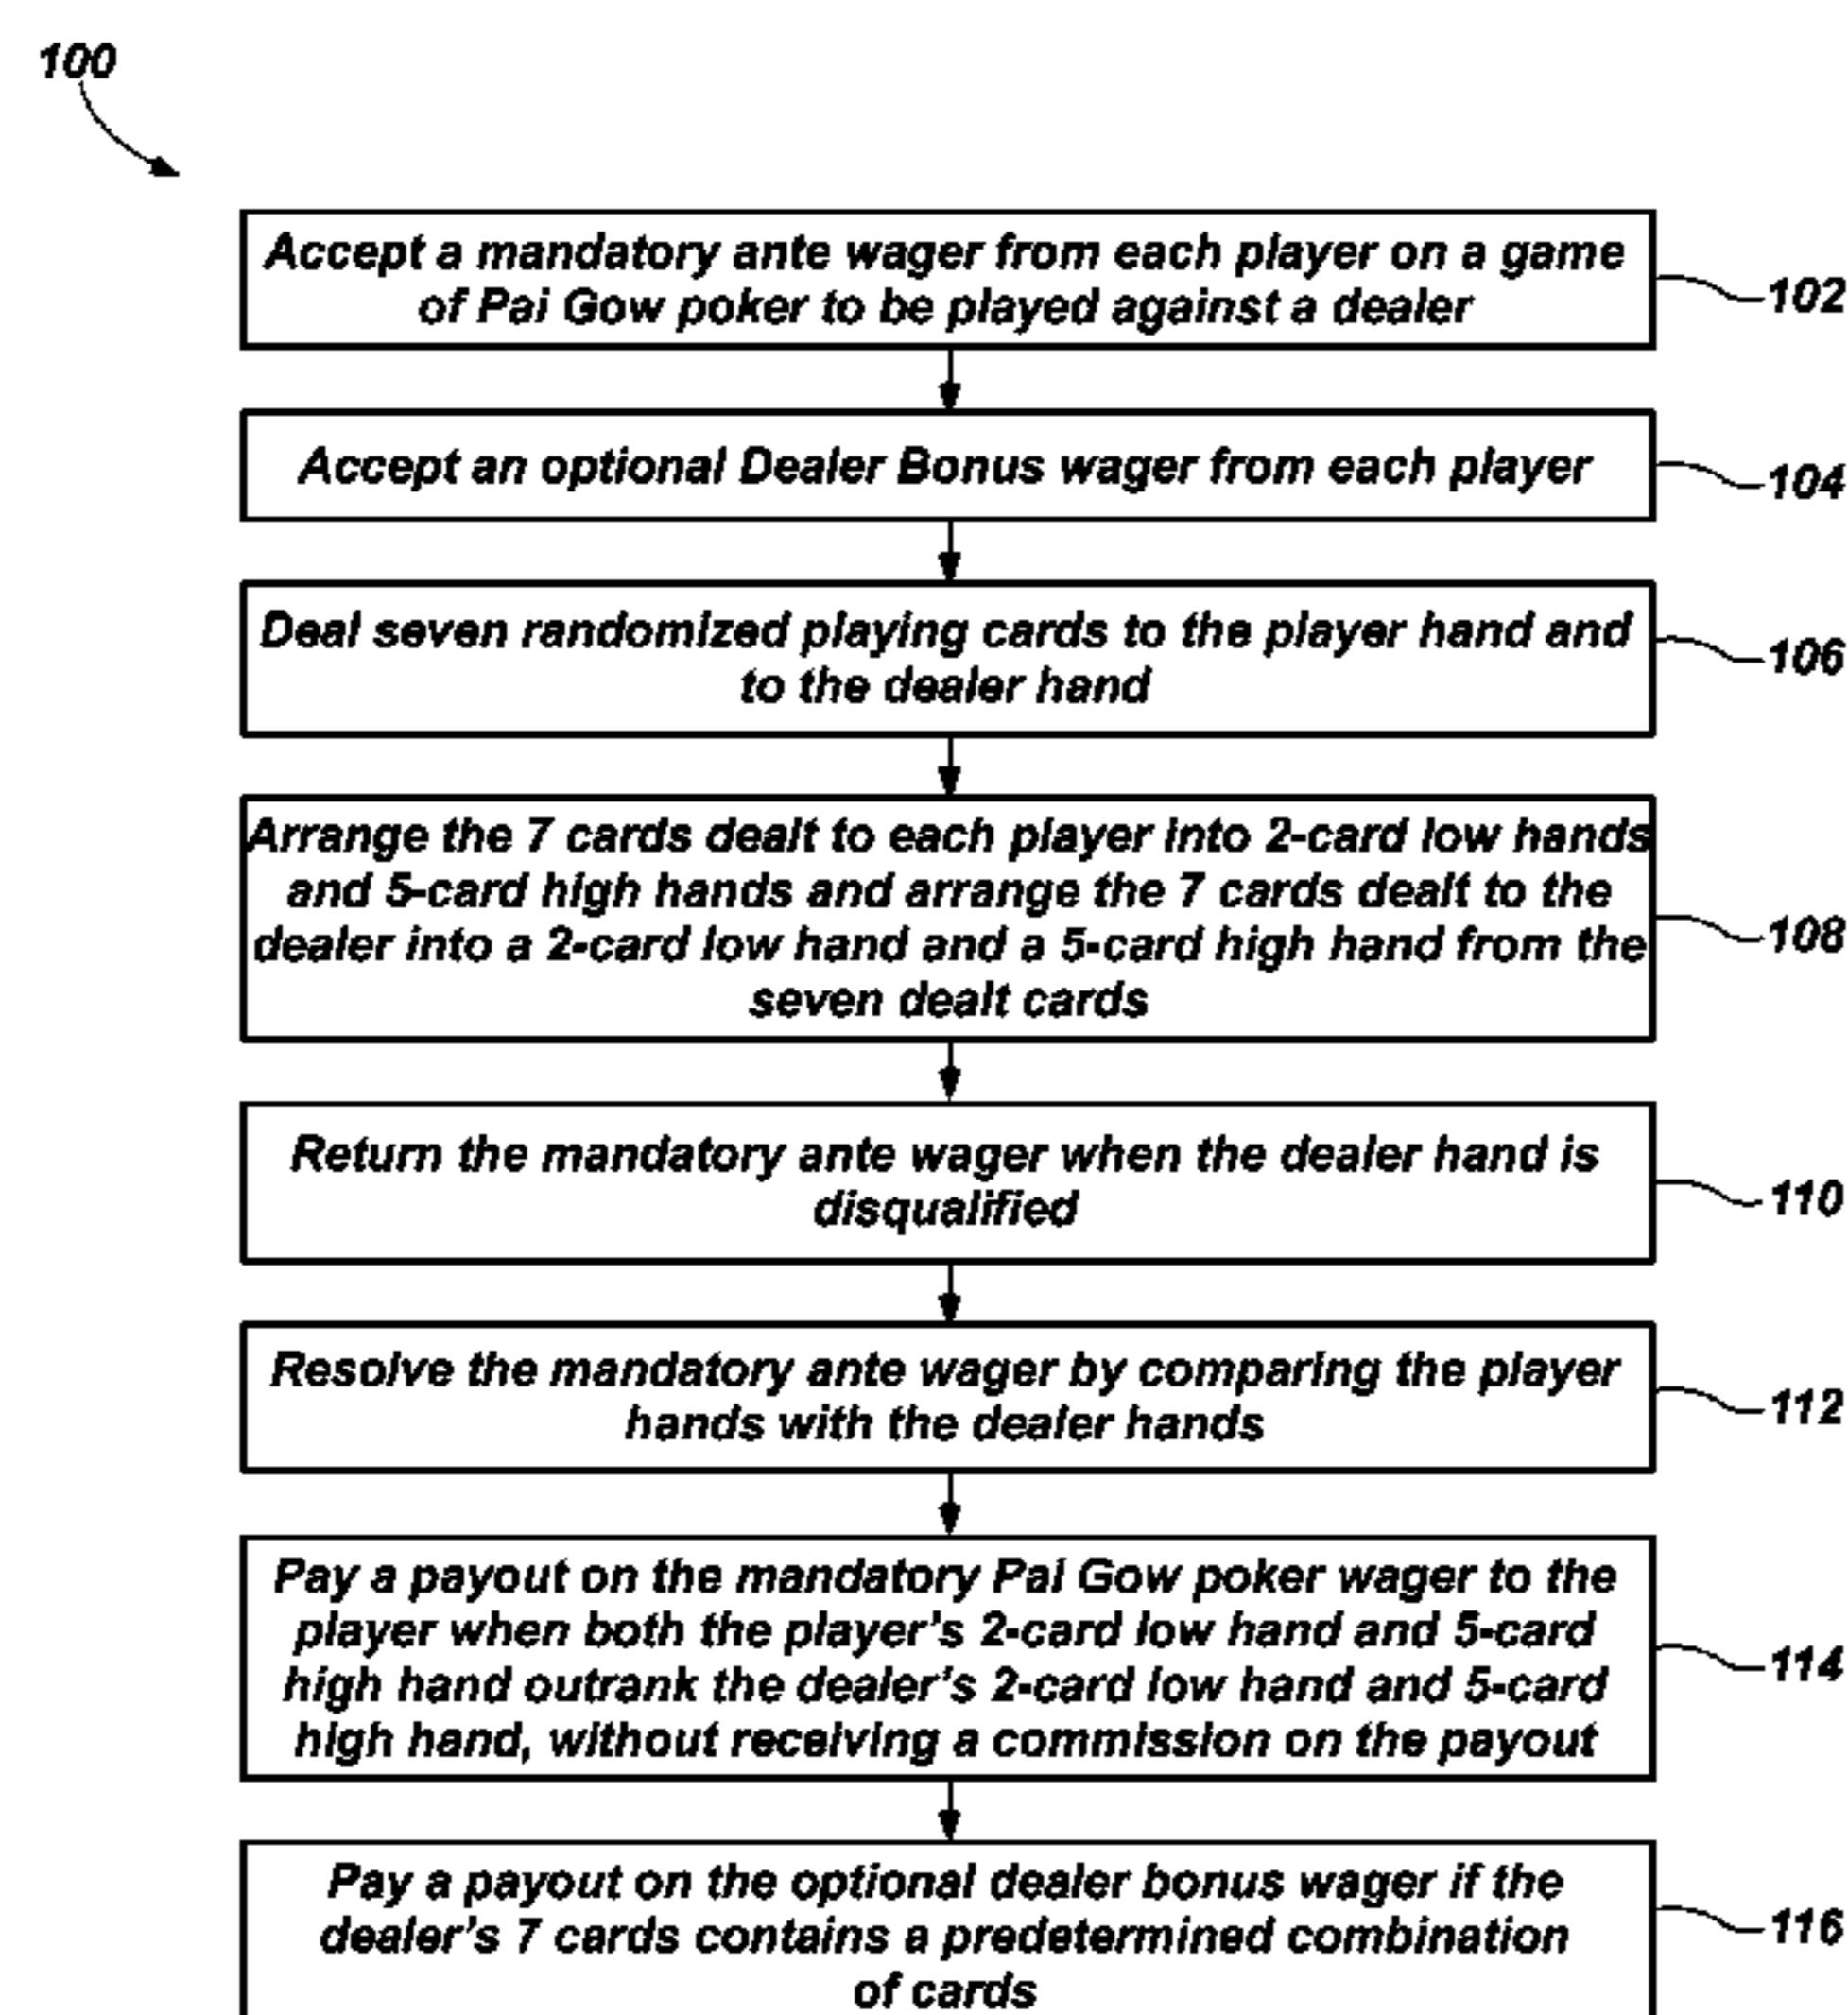 100
Accept a mandatory ante wager from each player on a game
of Pai Gow poker to be played against a dealer
102
Accept an optional Dealer Bonus wager from each player
104
Deal seven randomized playing cards to the player hand and
to the dealer hand
106
Arrange the 7 cards dealt to each player into 2-card low hands
and 5-card high hands and arrange the 7 cards dealt to the
dealer into a 2-card low hand and a 5-card high hand from the
seven dealt cards
108
Return the mandatory ante wager when the dealer hand is
disqualified
110
Resolve the mandatory ante wager by comparing the player
hands with the dealer hands
112
Pay a payout on the mandatory Pai Gow poker wager to the
player when both the player's 2-card low hand and 5-card
high hand outrank the dealer's 2-card low hand and 5-card
high hand, without receiving a commission on the payout
114
Pay a payout on the optional dealer bonus wager if the
dealer's 7 cards contains a predetermined combination
of cards
116